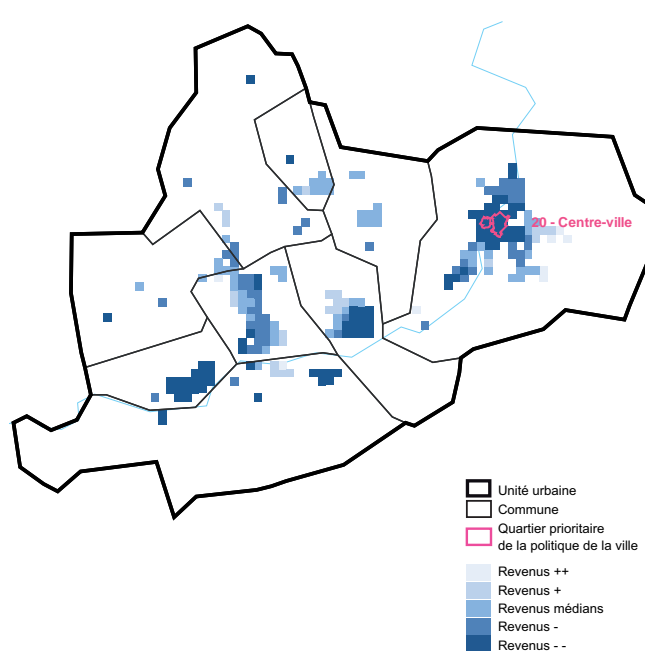 20 - Centre-ville
Unité urbaine
Commune
Quartier prioritaire
de la politique de la ville
Revenus ++
Revenus +
Revenus médians
Revenus -
Revenus - -